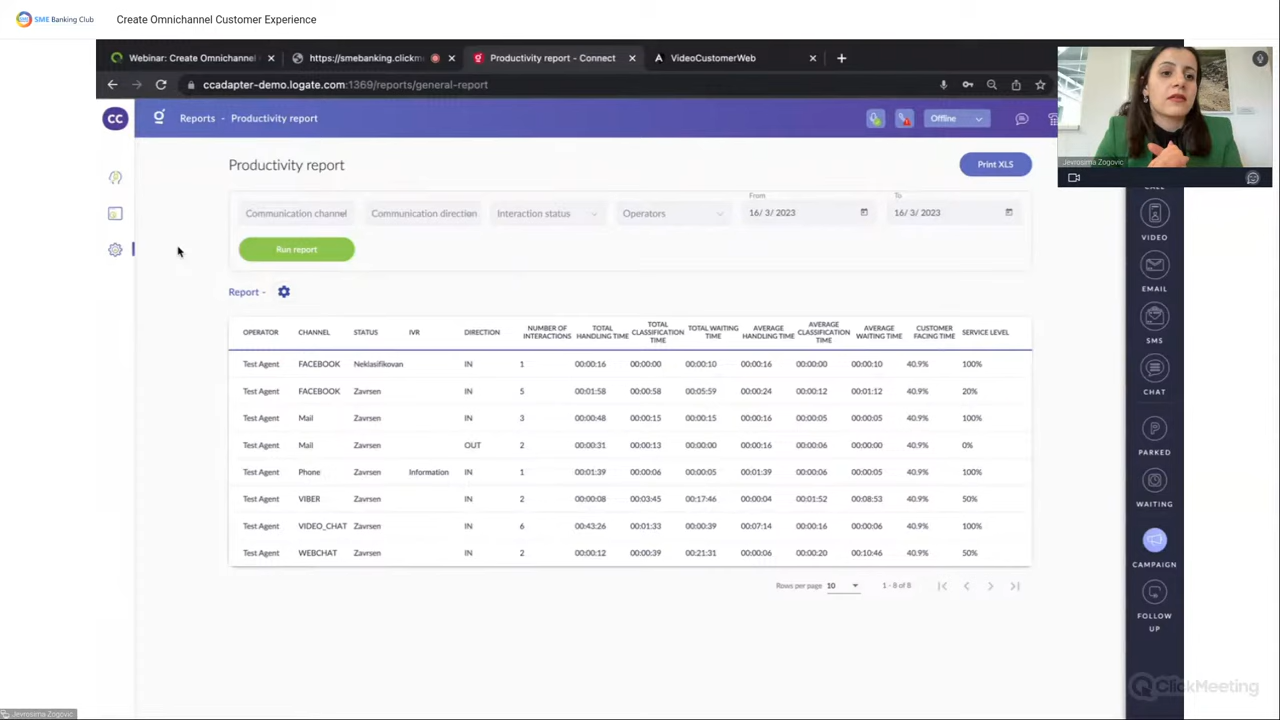 SME Banking Club
Create Omnichannel Customer Experience
Webinar: Create Omnichannel
https://smebanking.clickm
Productivity report - Connect
VideoCustomerWeb
ccadapter-demo.logate.com:1369/reports/general-report
CC
Reports - Productivity report
Offline
Jevrosima Zogovic
Productivity report
Print XLS
From
To
Communication channel
Communication direction
Interaction status
Operators
16/ 3/ 2023
16/ 3/ 2023
Run report
Report -
OPERATOR CHANNEL STATUS IVR DIRECTION NUMBER OF INTERACTIONS TOTAL HANDLING TIME TOTAL CLASSIFICATION TIME TOTAL WAITING TIME AVERAGE HANDLING TIME AVERAGE CLASSIFICATION TIME AVERAGE WAITING TIME CUSTOMER FACING TIME SERVICE LEVEL
Test Agent FACEBOOK Neklasifikovan IN 1 00:00:16 00:00:00 00:00:10 00:00:16 00:00:00 00:00:10 40.9% 100%
Test Agent FACEBOOK Zavrsen IN 5 00:01:58 00:00:58 00:05:59 00:00:24 00:00:12 00:01:12 40.9% 20%
Test Agent Mail Zavrsen IN 3 00:00:48 00:00:15 00:00:15 00:00:16 00:00:05 00:00:05 40.9% 100%
Test Agent Mail Zavrsen OUT 2 00:00:31 00:00:13 00:00:00 00:00:16 00:00:06 00:00:00 40.9% 0%
Test Agent Phone Zavrsen Information IN 1 00:01:39 00:00:06 00:00:05 00:01:39 00:00:06 00:00:05 40.9% 100%
Test Agent VIBER Zavrsen IN 2 00:00:08 00:03:45 00:17:46 00:00:04 00:01:52 00:08:53 40.9% 50%
Test Agent VIDEO_CHAT Zavrsen IN 6 00:43:26 00:01:33 00:00:39 00:07:14 00:00:16 00:00:06 40.9% 100%
Test Agent WEBCHAT Zavrsen IN 2 00:00:12 00:00:39 00:21:31 00:00:06 00:00:20 00:10:46 40.9% 50%
Rows per page 10 1 - 8 of 8
VIDEO
EMAIL
SMS
CHAT
PARKED
WAITING
CAMPAIGN
FOLLOW
UP
ClickMeeting
Jevrosima Zogovic